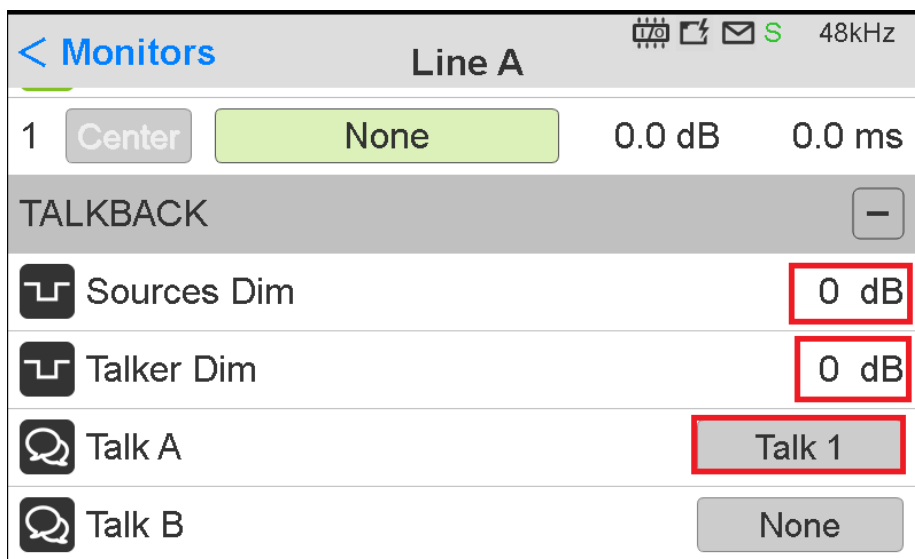 < Monitors Line A I/O S 48kHz
1 Center None 0.0 dB 0.0 ms
TALKBACK −
Sources Dim 0 dB
Talker Dim 0 dB
Talk A Talk 1
Talk B None